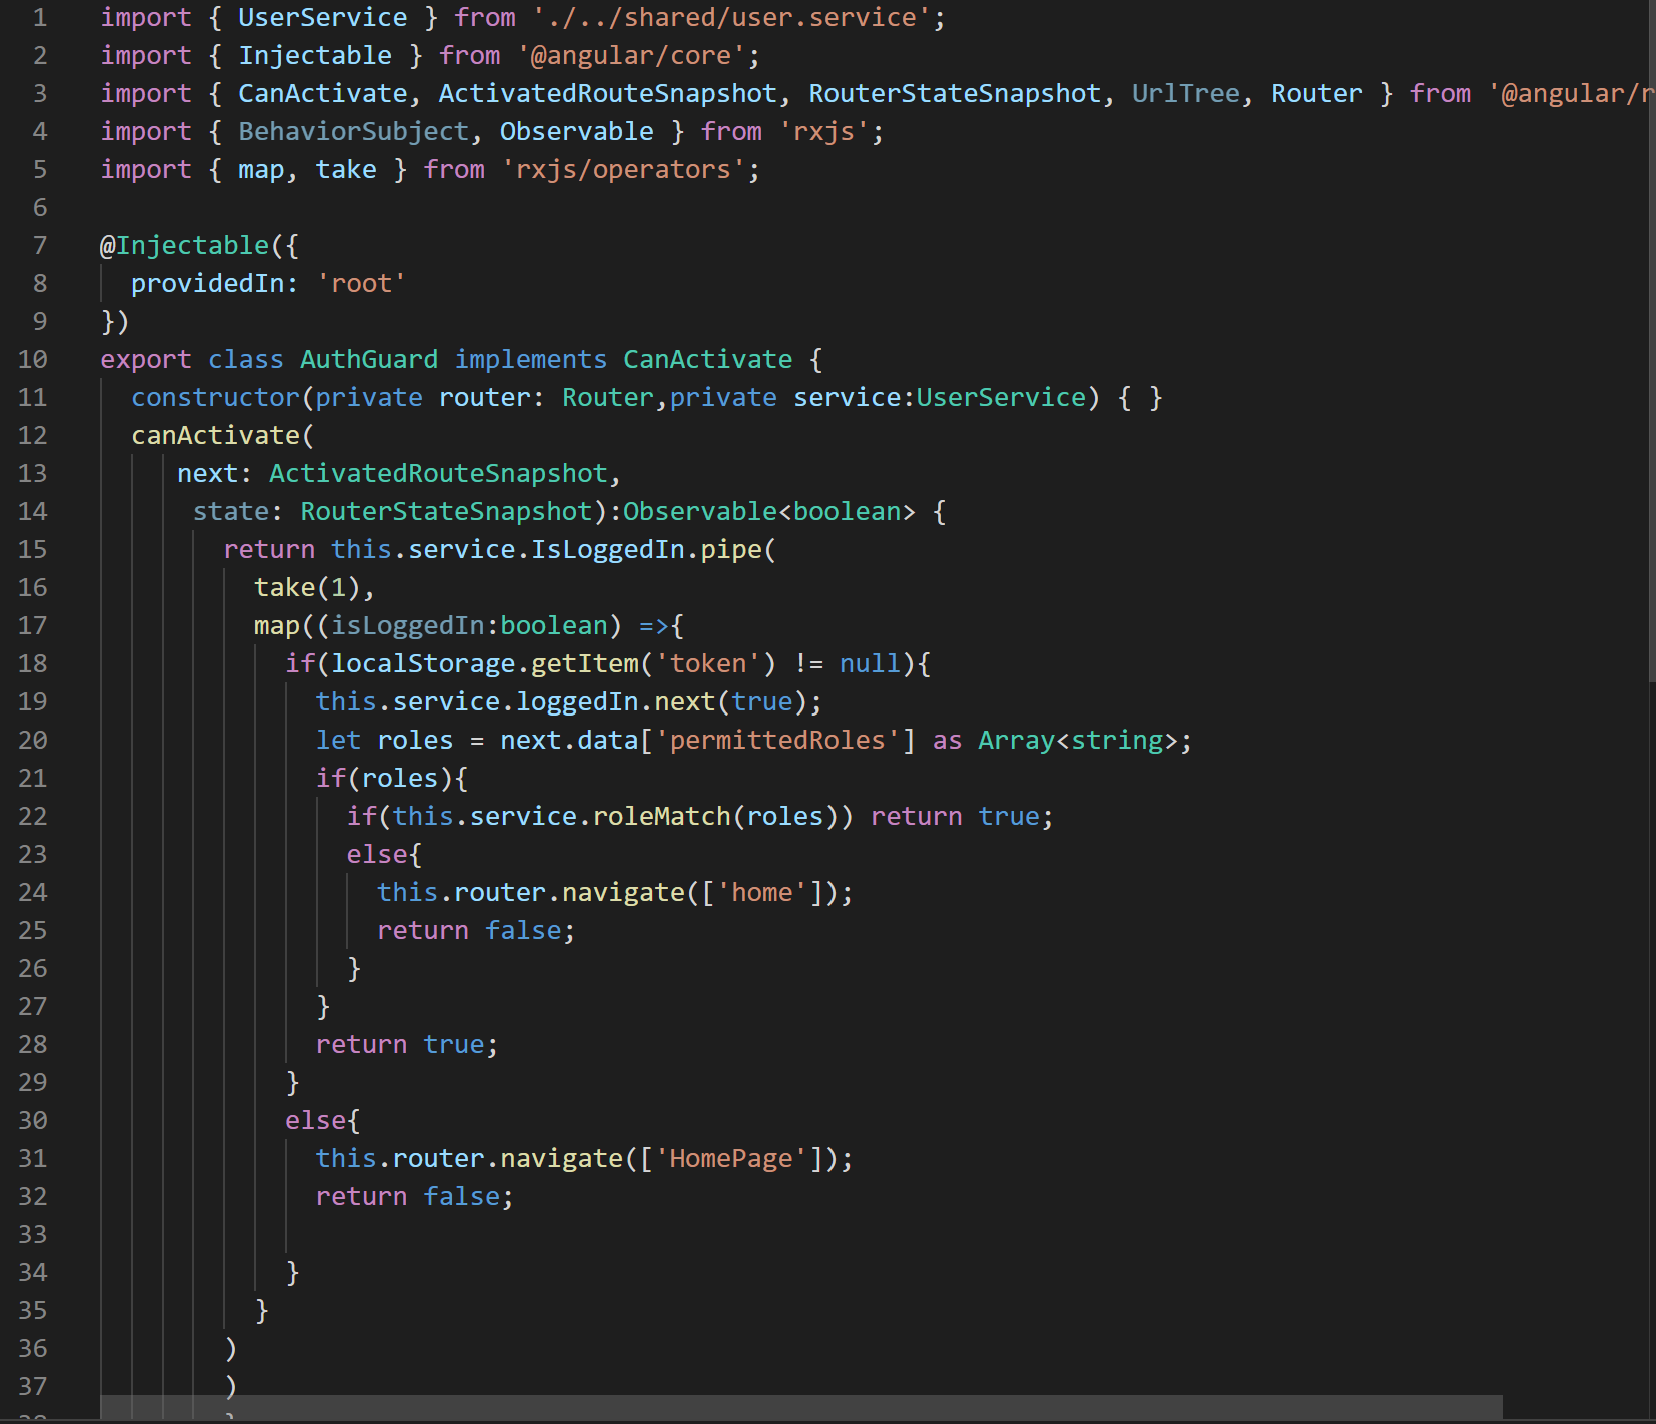 1 import { UserService } from './../shared/user.service';
2 import { Injectable } from '@angular/core';
3 import { CanActivate, ActivatedRouteSnapshot, RouterStateSnapshot, UrlTree, Router } from '@angular/r
4 import { BehaviorSubject, Observable } from 'rxjs';
5 import { map, take } from 'rxjs/operators';
6
7 @Injectable({
8   providedIn: 'root'
9 })
10 export class AuthGuard implements CanActivate {
11   constructor(private router: Router,private service:UserService) { }
12   canActivate(
13      next: ActivatedRouteSnapshot,
14       state: RouterStateSnapshot):Observable<boolean> {
15         return this.service.IsLoggedIn.pipe(
16           take(1),
17           map((isLoggedIn:boolean) =>{
18             if(localStorage.getItem('token') != null){
19               this.service.loggedIn.next(true);
20               let roles = next.data['permittedRoles'] as Array<string>;
21               if(roles){
22                 if(this.service.roleMatch(roles)) return true;
23                 else{
24                   this.router.navigate(['home']);
25                   return false;
26                 }
27               }
28               return true;
29             }
30             else{
31               this.router.navigate(['HomePage']);
32               return false;
33
34             }
35           }
36         )
37         )